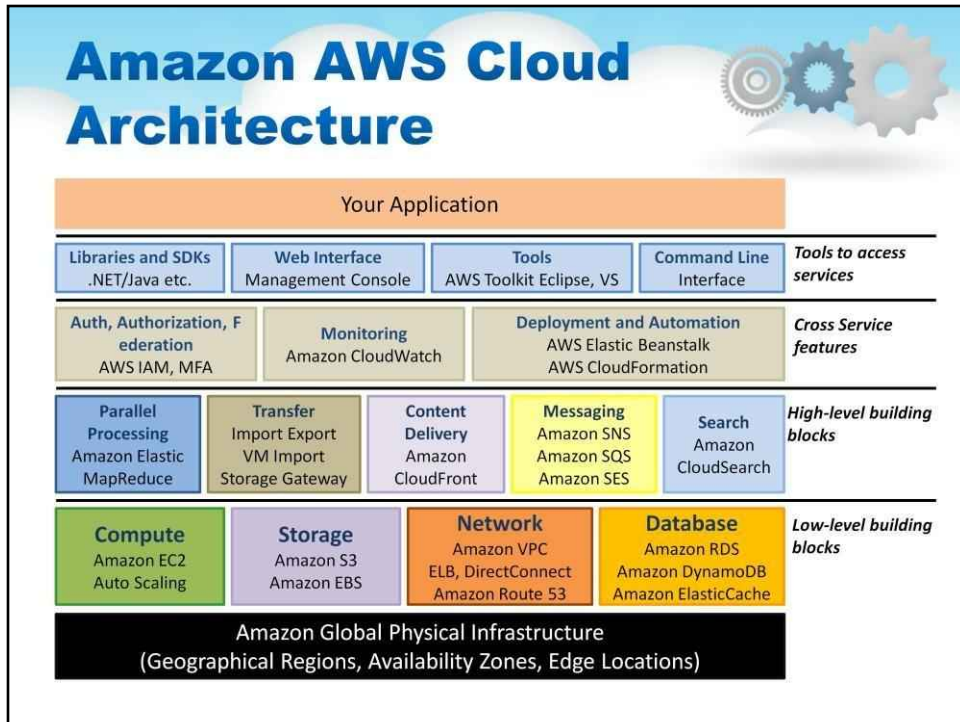 Amazon AWS Cloud
Architecture
Your Application
Libraries and SDKs
.NET/Java etc.
Web Interface
Management Console
Tools
AWS Toolkit Eclipse, VS
Command Line
Interface
Tools to access
services
Auth, Authorization, F
ederation
AWS IAM, MFA
Monitoring
Amazon CloudWatch
Deployment and Automation
AWS Elastic Beanstalk
AWS CloudFormation
Cross Service
features
Parallel
Processing
Amazon Elastic
MapReduce
Transfer
Import Export
VM Import
Storage Gateway
Content
Delivery
Amazon
CloudFront
Messaging
Amazon SNS
Amazon SQS
Amazon SES
Search
Amazon
CloudSearch
High-level building
blocks
Compute
Amazon EC2
Auto Scaling
Storage
Amazon S3
Amazon EBS
Network
Amazon VPC
ELB, DirectConnect
Amazon Route 53
Database
Amazon RDS
Amazon DynamoDB
Amazon ElasticCache
Low-level building
blocks
Amazon Global Physical Infrastructure
(Geographical Regions, Availability Zones, Edge Locations)